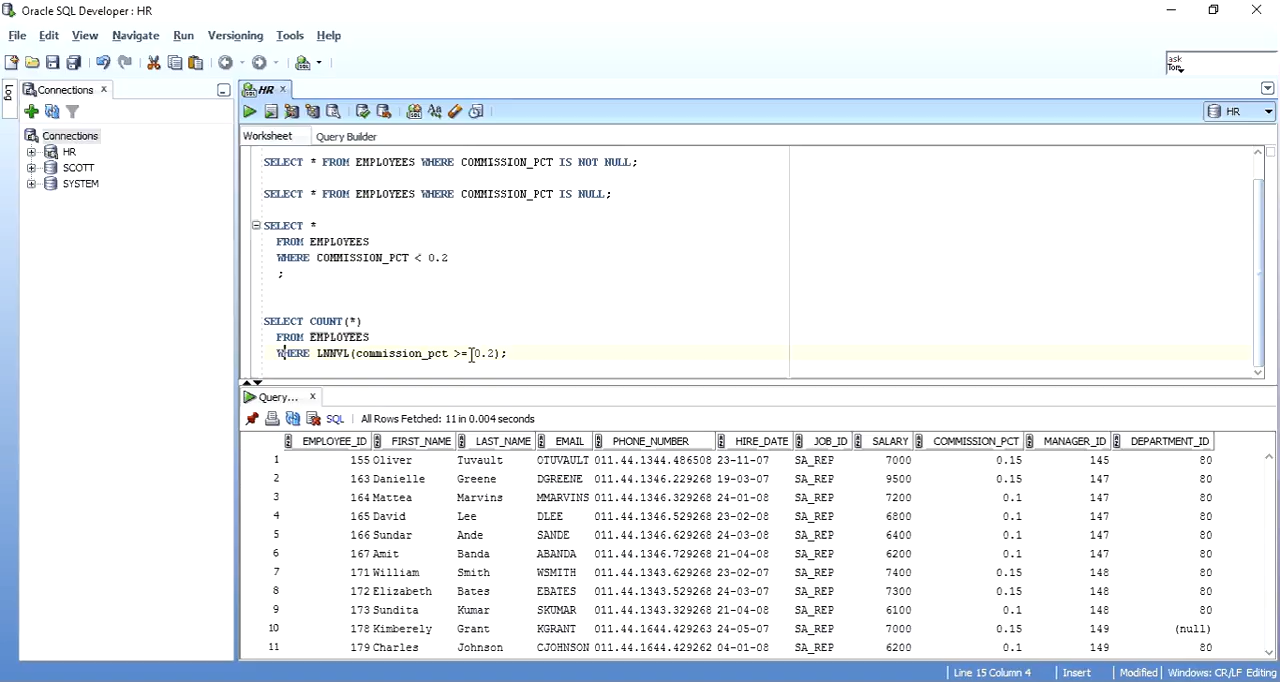 Oracle SQL Developer : HR
File Edit View Navigate Run Versioning Tools Help
ask
Tom
Log
Connections
HR
HR
Worksheet Query Builder
Connections
HR
SCOTT
SYSTEM
SELECT * FROM EMPLOYEES WHERE COMMISSION_PCT IS NOT NULL;
SELECT * FROM EMPLOYEES WHERE COMMISSION_PCT IS NULL;
SELECT *
FROM EMPLOYEES
WHERE COMMISSION_PCT < 0.2
;
SELECT COUNT(*)
FROM EMPLOYEES
WHERE LNNVL(commission_pct >= 0.2);
Query...
SQL | All Rows Fetched: 11 in 0.004 seconds
EMPLOYEE_ID FIRST_NAME LAST_NAME EMAIL PHONE_NUMBER HIRE_DATE JOB_ID SALARY COMMISSION_PCT MANAGER_ID DEPARTMENT_ID
1 155 Oliver Tuvault OTUVAULT 011.44.1344.486508 23-11-07 SA_REP 7000 0.15 145 80
2 163 Danielle Greene DGREENE 011.44.1346.229268 19-03-07 SA_REP 9500 0.15 147 80
3 164 Mattea Marvins MMARVINS 011.44.1346.329268 24-01-08 SA_REP 7200 0.1 147 80
4 165 David Lee DLEE 011.44.1346.529268 23-02-08 SA_REP 6800 0.1 147 80
5 166 Sundar Ande SANDE 011.44.1346.629268 24-03-08 SA_REP 6400 0.1 147 80
6 167 Amit Banda ABANDA 011.44.1346.729268 21-04-08 SA_REP 6200 0.1 147 80
7 171 William Smith WSMITH 011.44.1343.629268 23-02-07 SA_REP 7400 0.15 148 80
8 172 Elizabeth Bates EBATES 011.44.1343.529268 24-03-07 SA_REP 7300 0.15 148 80
9 173 Sundita Kumar SKUMAR 011.44.1343.329268 21-04-08 SA_REP 6100 0.1 148 80
10 178 Kimberely Grant KGRANT 011.44.1644.429263 24-05-07 SA_REP 7000 0.15 149 (null)
11 179 Charles Johnson CJOHNSON 011.44.1644.429262 04-01-08 SA_REP 6200 0.1 149 80
Line 15 Column 4 | Insert | Modified | Windows: CR/LF Editing